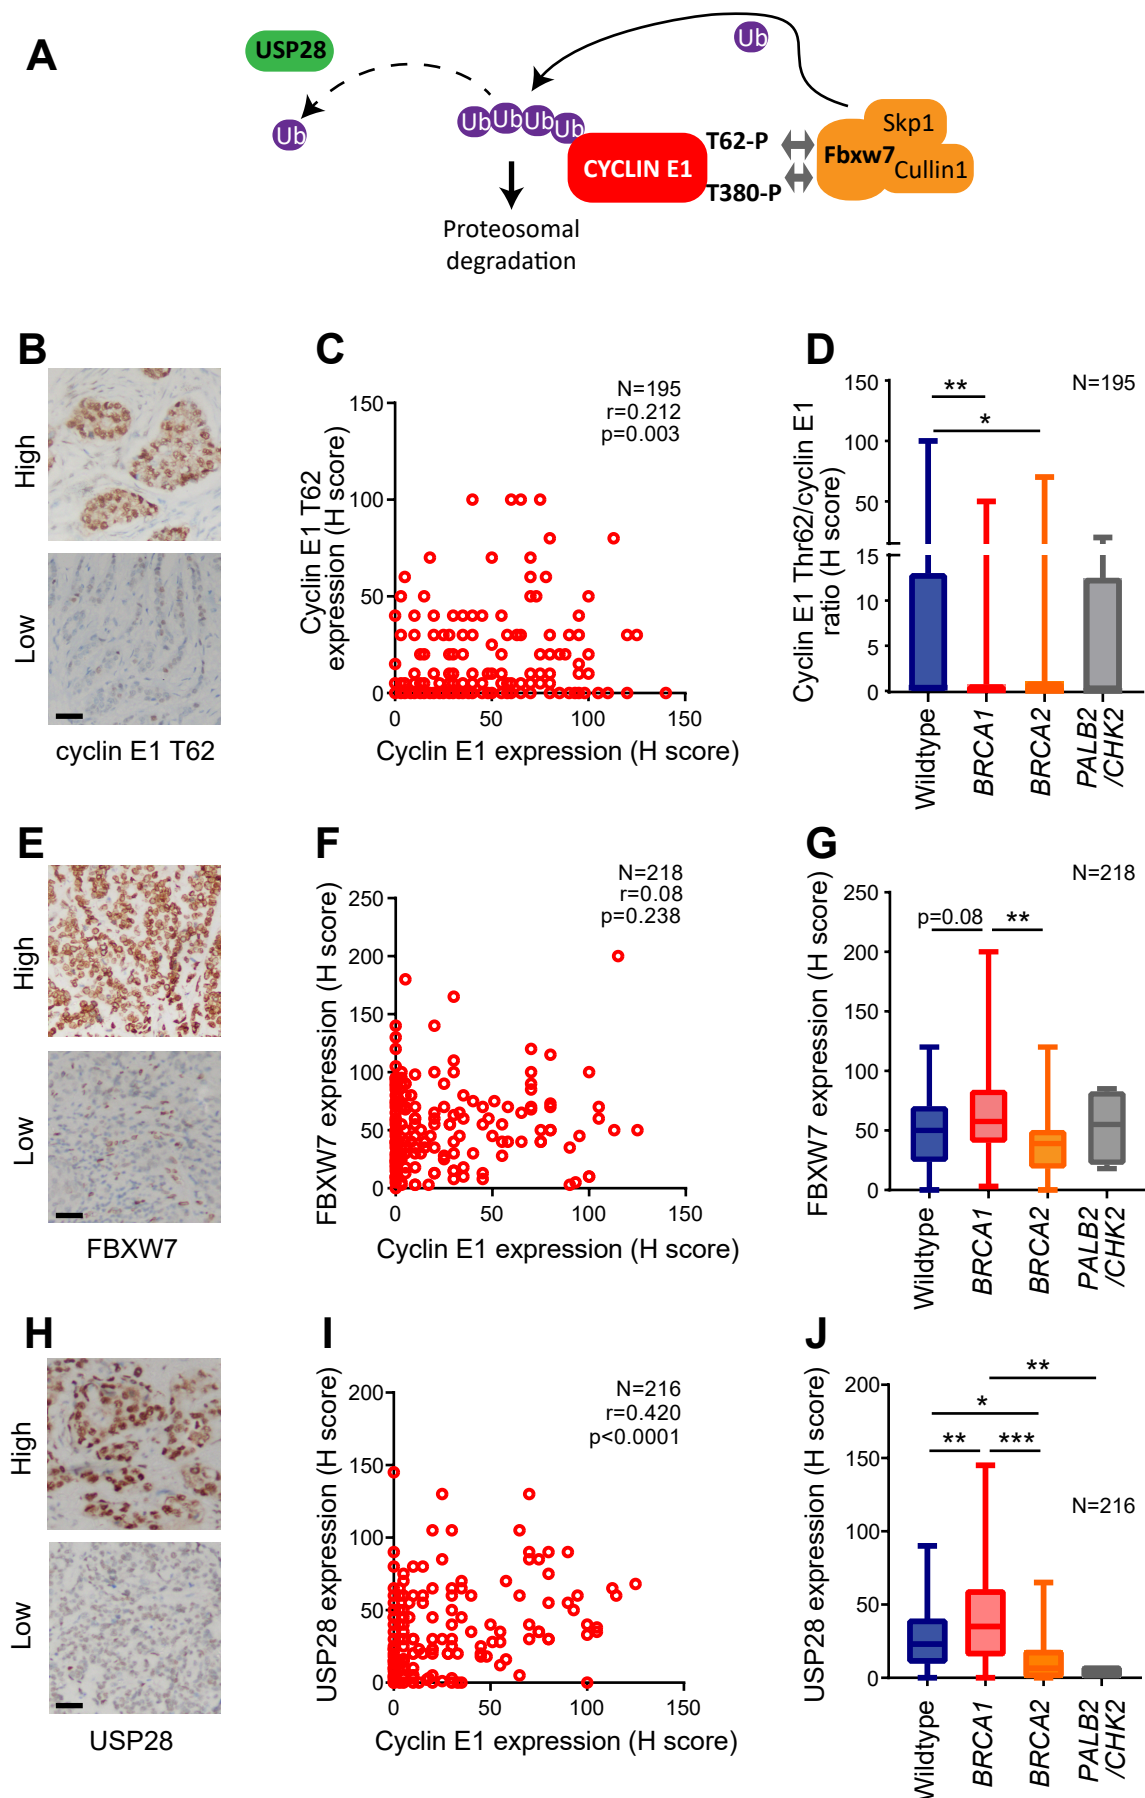 A
USP28
Ub
Ub
Ub
Ub
Ub
Ub
CYCLIN E1
T62-P
T380-P
Fbxw7
Skp1
Cullin1
Proteosomal
degradation
B
High
Low
cyclin E1 T62
C
N=195
r=0.212
p=0.003
Cyclin E1 T62
expression (H score)
150
100
50
0
0
50
100
150
Cyclin E1 expression (H score)
D
N=195
**
*
Cyclin E1 Thr62/cyclin E1
ratio (H score)
150
100
50
15
10
5
0
Wildtype
BRCA1
BRCA2
PALB2
/CHK2
E
High
Low
FBXW7
F
N=218
r=0.08
p=0.238
FBXW7 expression (H score)
250
200
150
100
50
0
0
50
100
150
Cyclin E1 expression (H score)
G
N=218
p=0.08
**
FBXW7 expression (H score)
250
200
150
100
50
0
Wildtype
BRCA1
BRCA2
PALB2
/CHK2
H
High
Low
USP28
I
N=216
r=0.420
p<0.0001
USP28 expression (H score)
200
150
100
50
0
0
50
100
150
Cyclin E1 expression (H score)
J
**
*
**
***
N=216
USP28 expression (H score)
200
150
100
50
0
Wildtype
BRCA1
BRCA2
PALB2
/CHK2